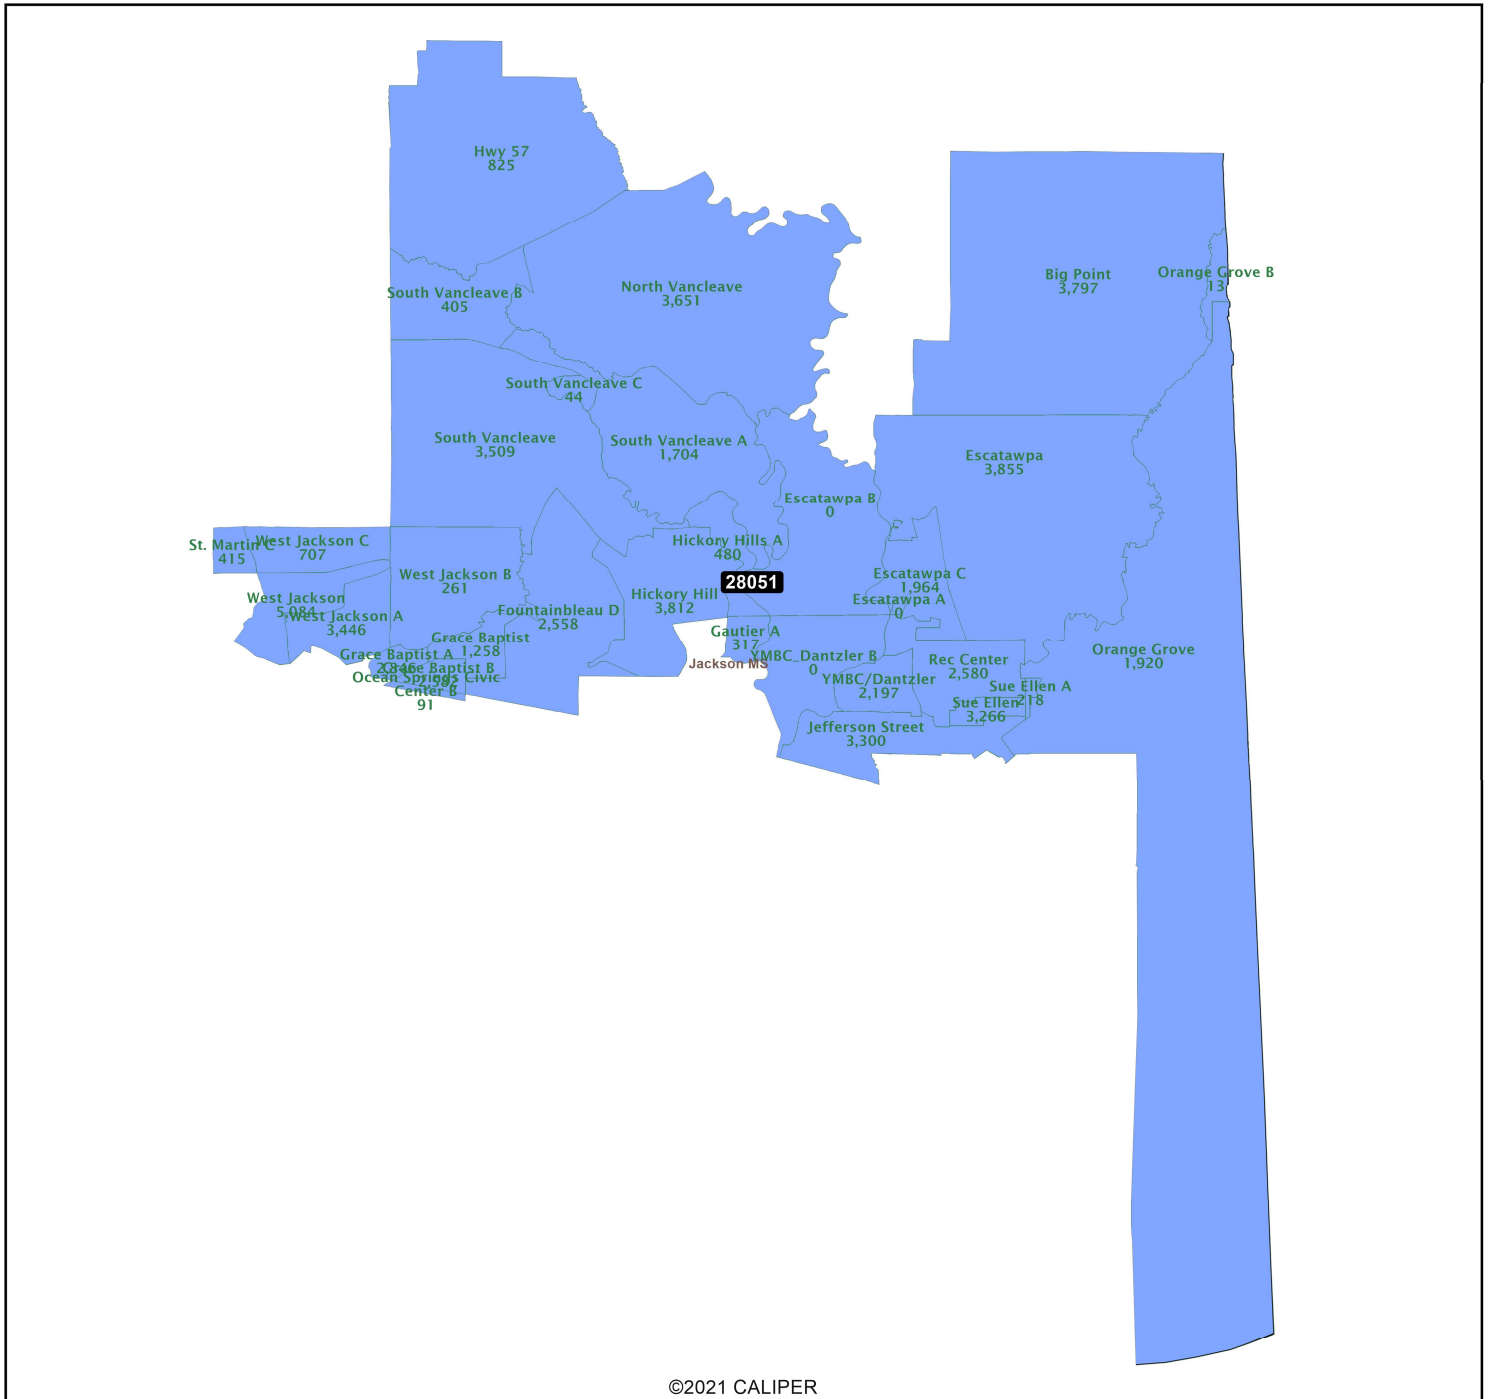 Hwy 57
825
Big Point
3,797
Orange Grove B
13
North Vancleave
3,651
South Vancleave B
405
South Vancleave C
44
South Vancleave
3,509
South Vancleave A
1,704
Escatawpa
3,855
Escatawpa B
0
St. Martin C
415
West Jackson C
707
Hickory Hills A
480
West Jackson B
261
28051
Escatawpa C
1,964
Escatawpa A
0
West Jackson
5,084
West Jackson A
3,446
Fountainbleau D
2,558
Hickory Hill
3,812
Gautier A
317
Grace Baptist
1,258
Grace Baptist A
2,846
Grace Baptist B
Ocean Springs Civic
Center B
91
Jackson MS
YMBC_Dantzler B
0
YMBC/Dantzler
2,197
Rec Center
2,580
Orange Grove
1,920
Sue Ellen A
218
Sue Ellen
3,266
Jefferson Street
3,300
©2021 CALIPER